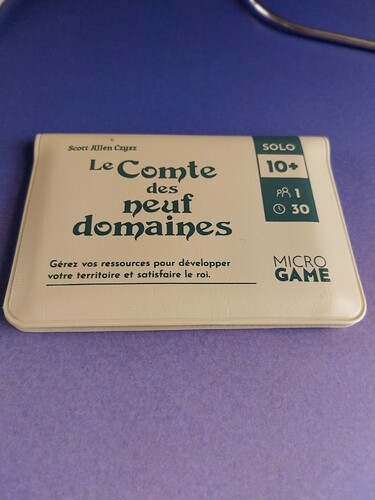 Scott Allen Czysz
Le Comte
des
neuf
domaines
Gérez vos ressources pour développer
votre territoire et satisfaire le roi.
SOLO
10+
1
30
MICRO
GAME